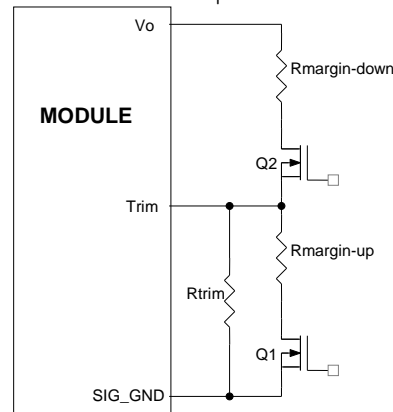 Vo
Rmargin-down
MODULE
Q2
Trim
Rmargin-up
Rtrim
Q1
SIG_GND